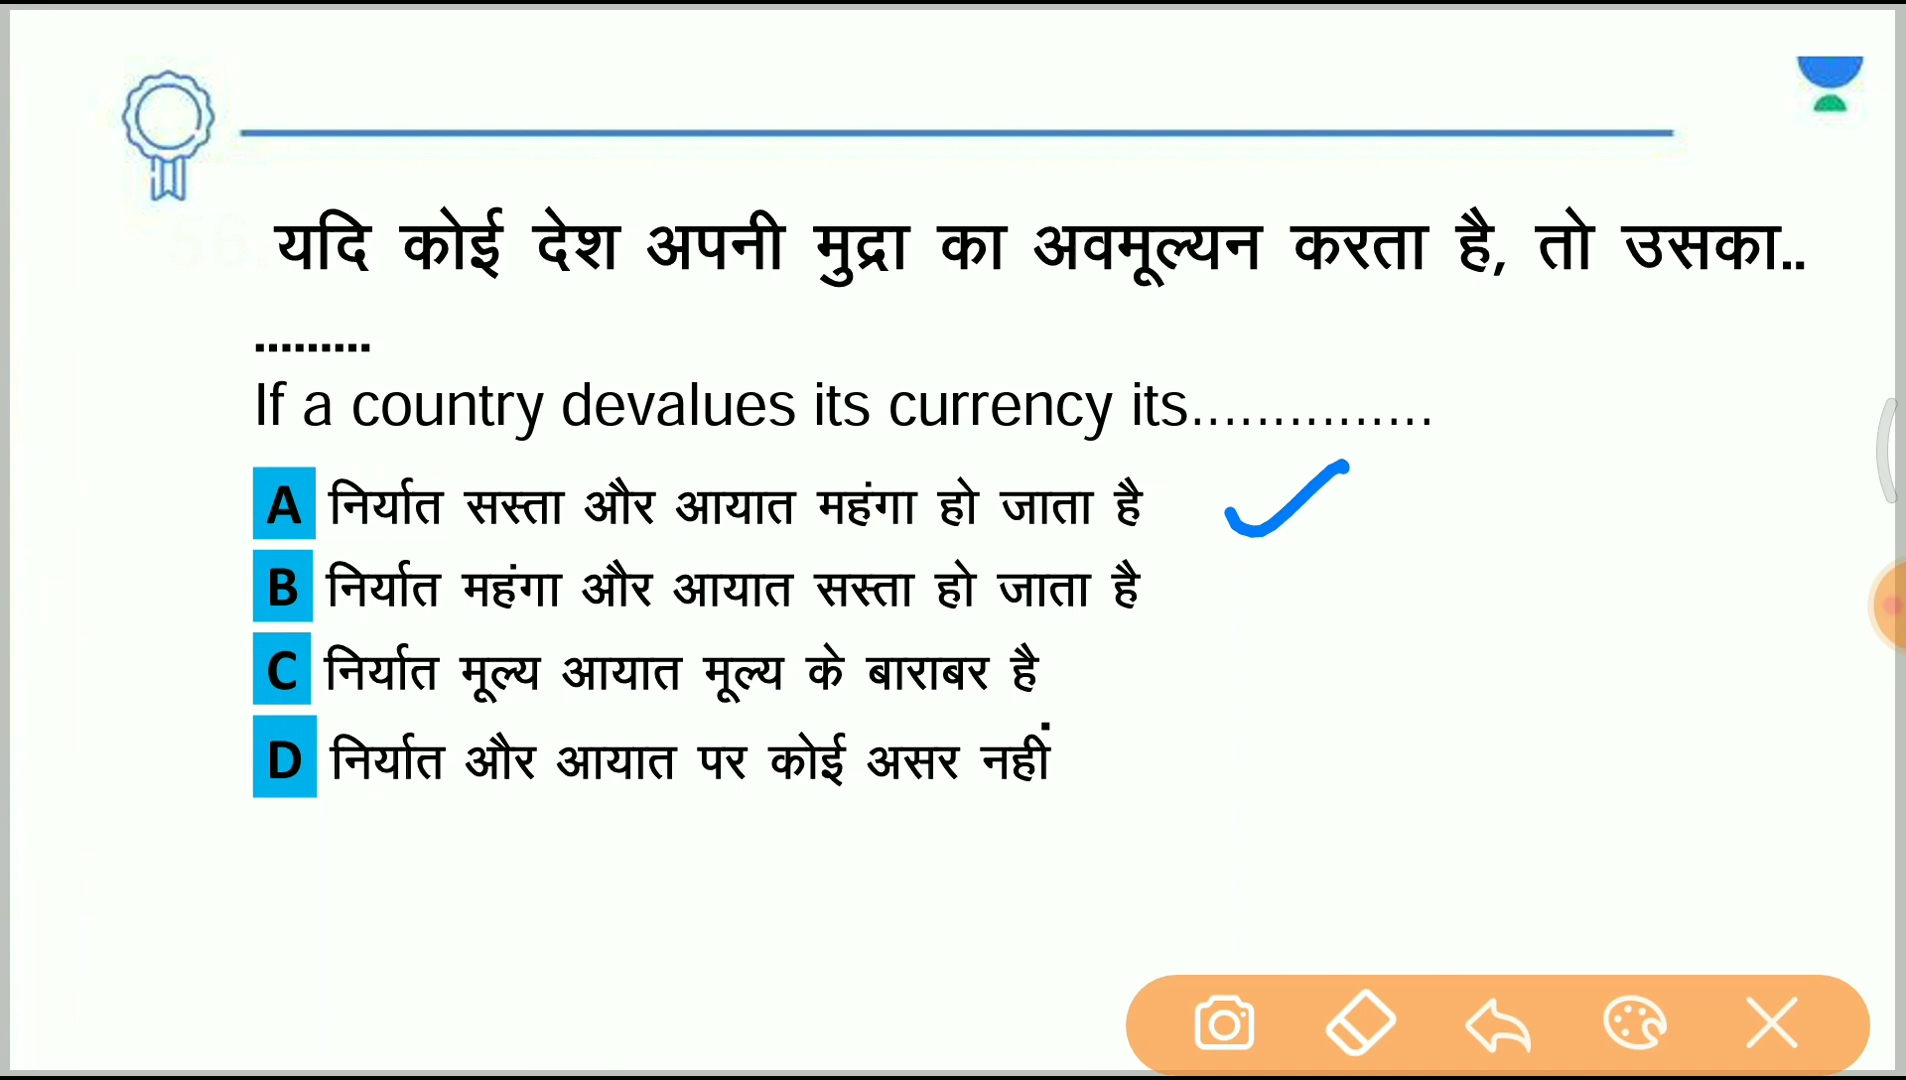 यदि कोई देश अपनी मुद्रा का अवमूल्यन करता है, तो उसका..
.........
If a country devalues its currency its...............
A निर्यात सस्ता और आयात महंगा हो जाता है
B निर्यात महंगा और आयात सस्ता हो जाता है
C निर्यात मूल्य आयात मूल्य के बाराबर है
D निर्यात और आयात पर कोई असर नहीं